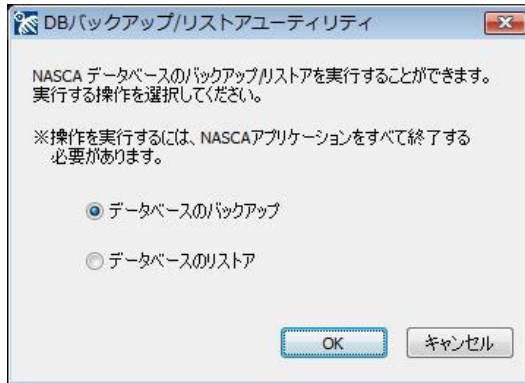 DBバックアップ/リストアユーティリティ
NASCA データベースのバックアップ/リストアを実行することができます。
実行する操作を選択してください。
※操作を実行するには、NASCAアプリケーションをすべて終了する
必要があります。
データベースのバックアップ
データベースのリストア
OK
キャンセル